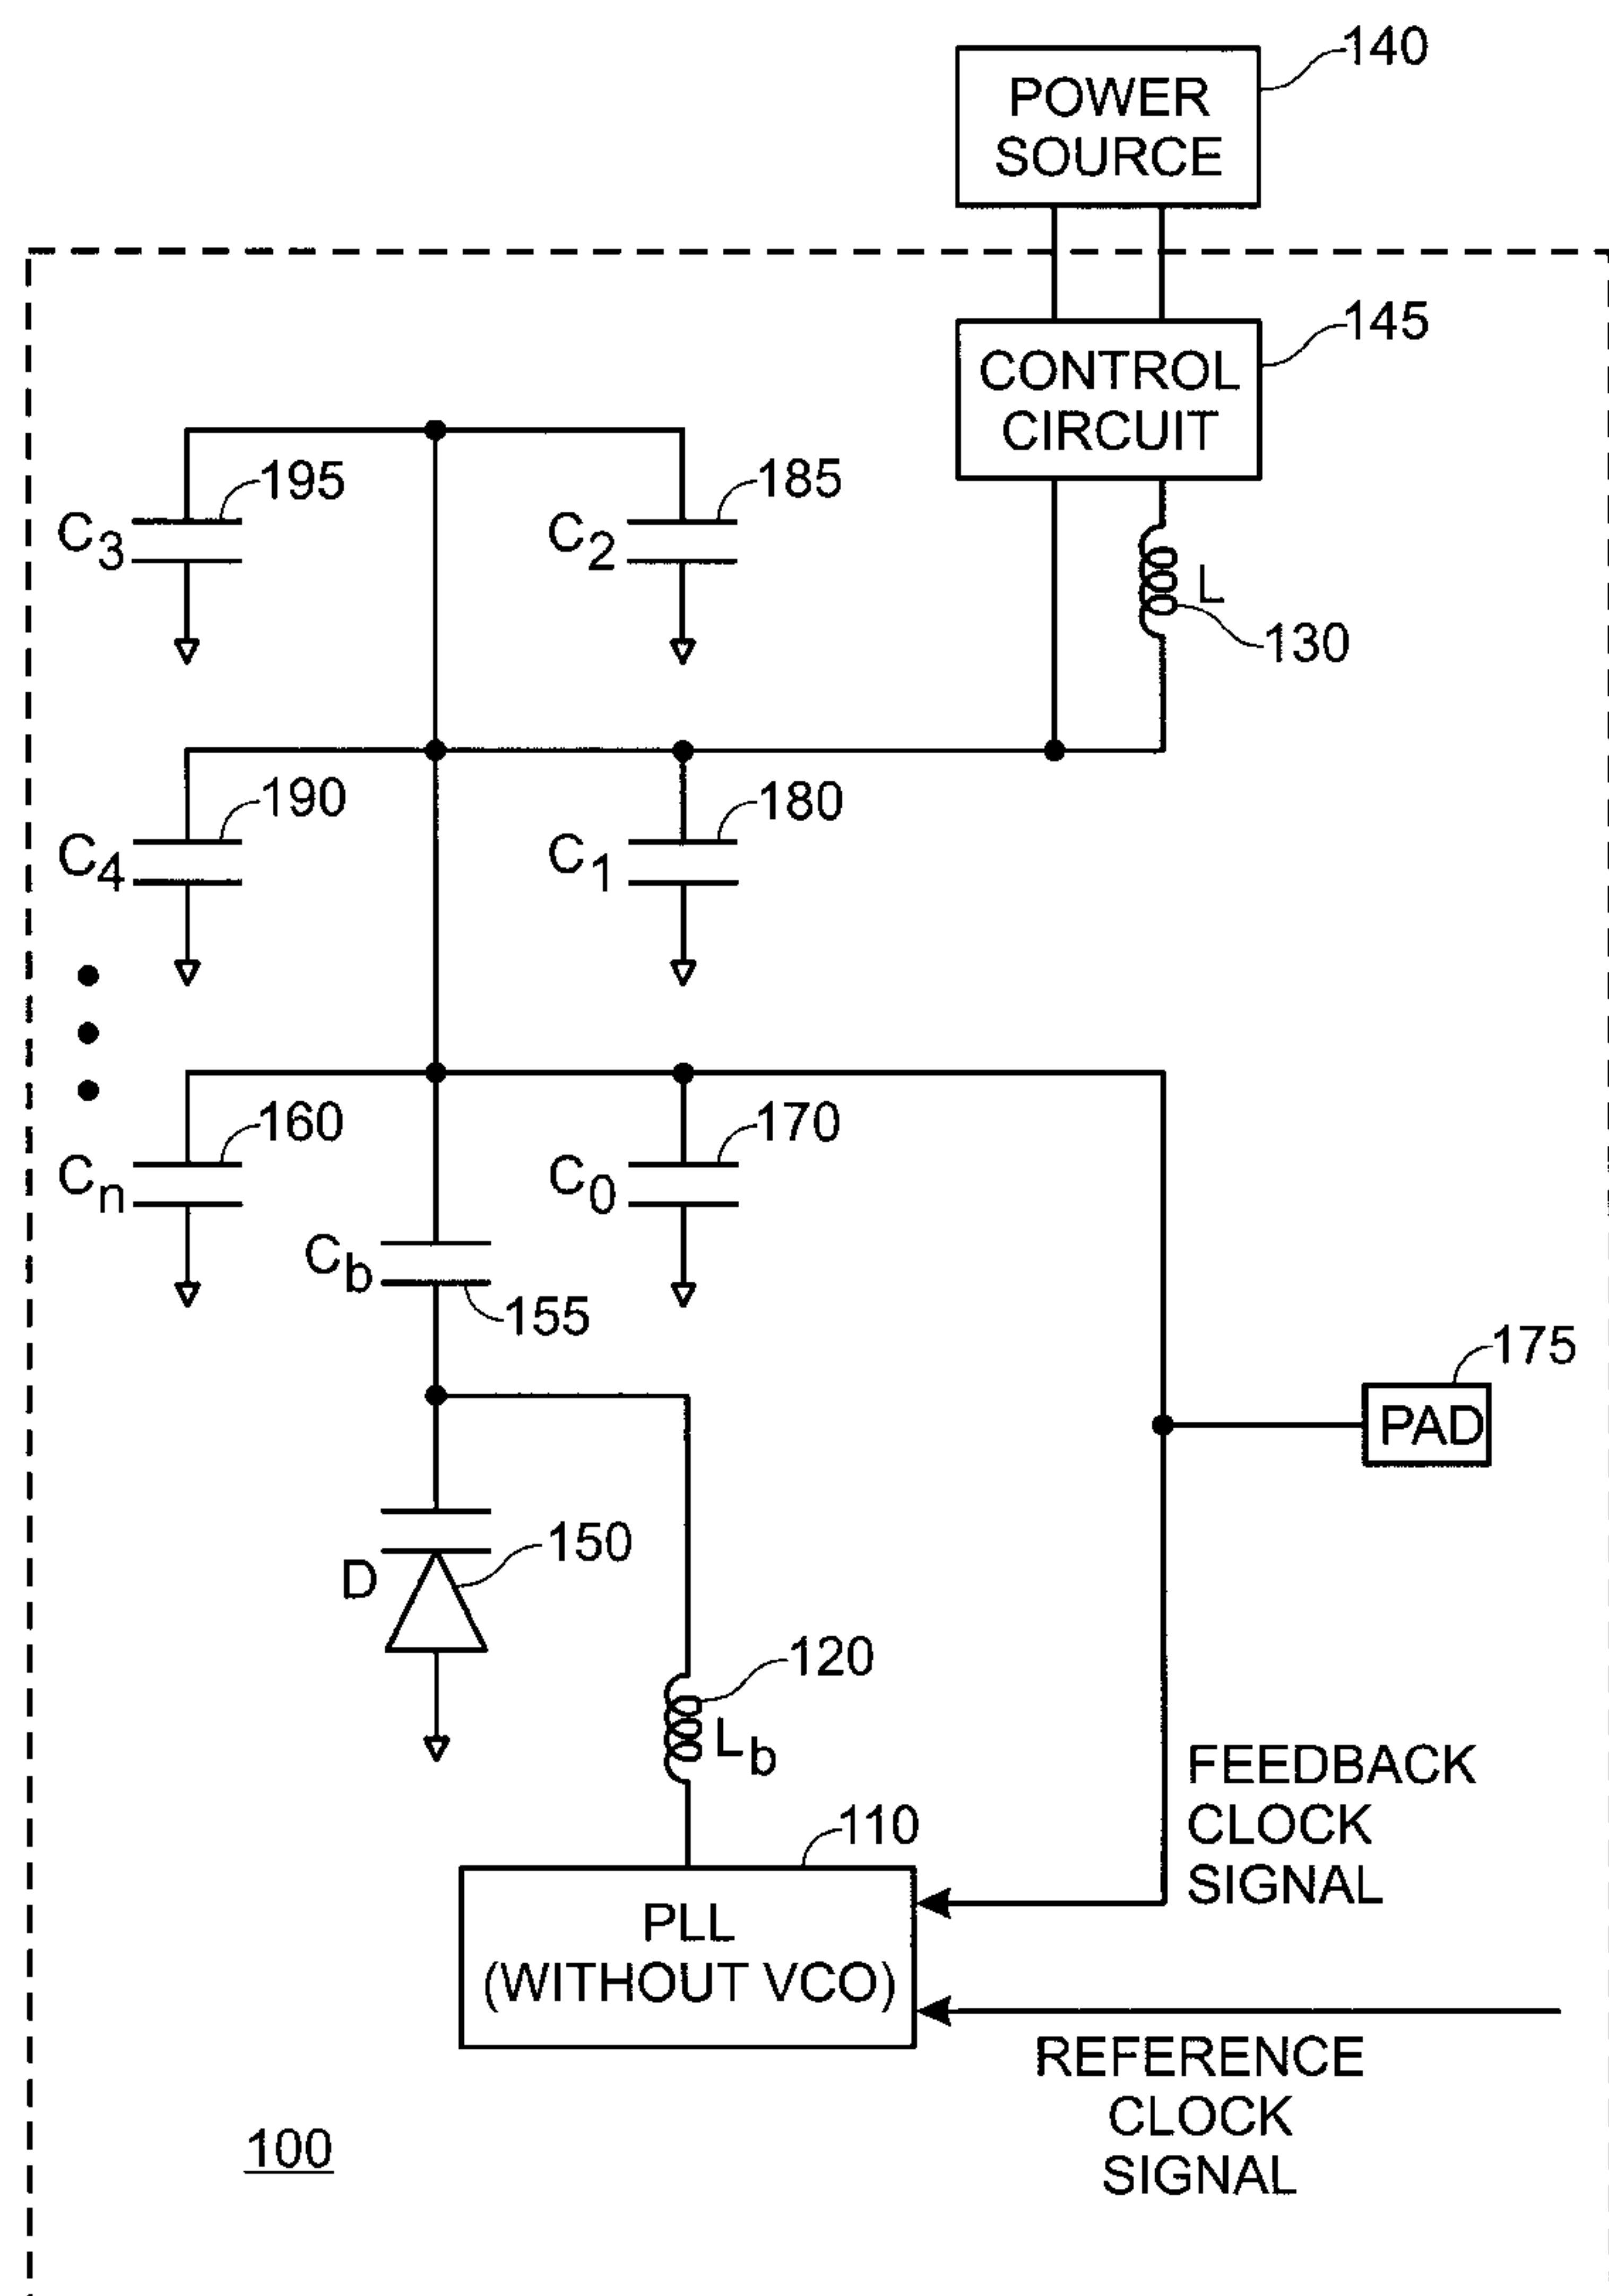 140
POWER
SOURCE
145
CONTROL
CIRCUIT
195
185
C3
C2
L
130
190
180
C4
C1
160
170
Cn
C0
Cb
155
175
PAD
150
D
120
Lb
FEEDBACK
CLOCK
SIGNAL
110
PLL
(WITHOUT VCO)
REFERENCE
CLOCK
SIGNAL
100